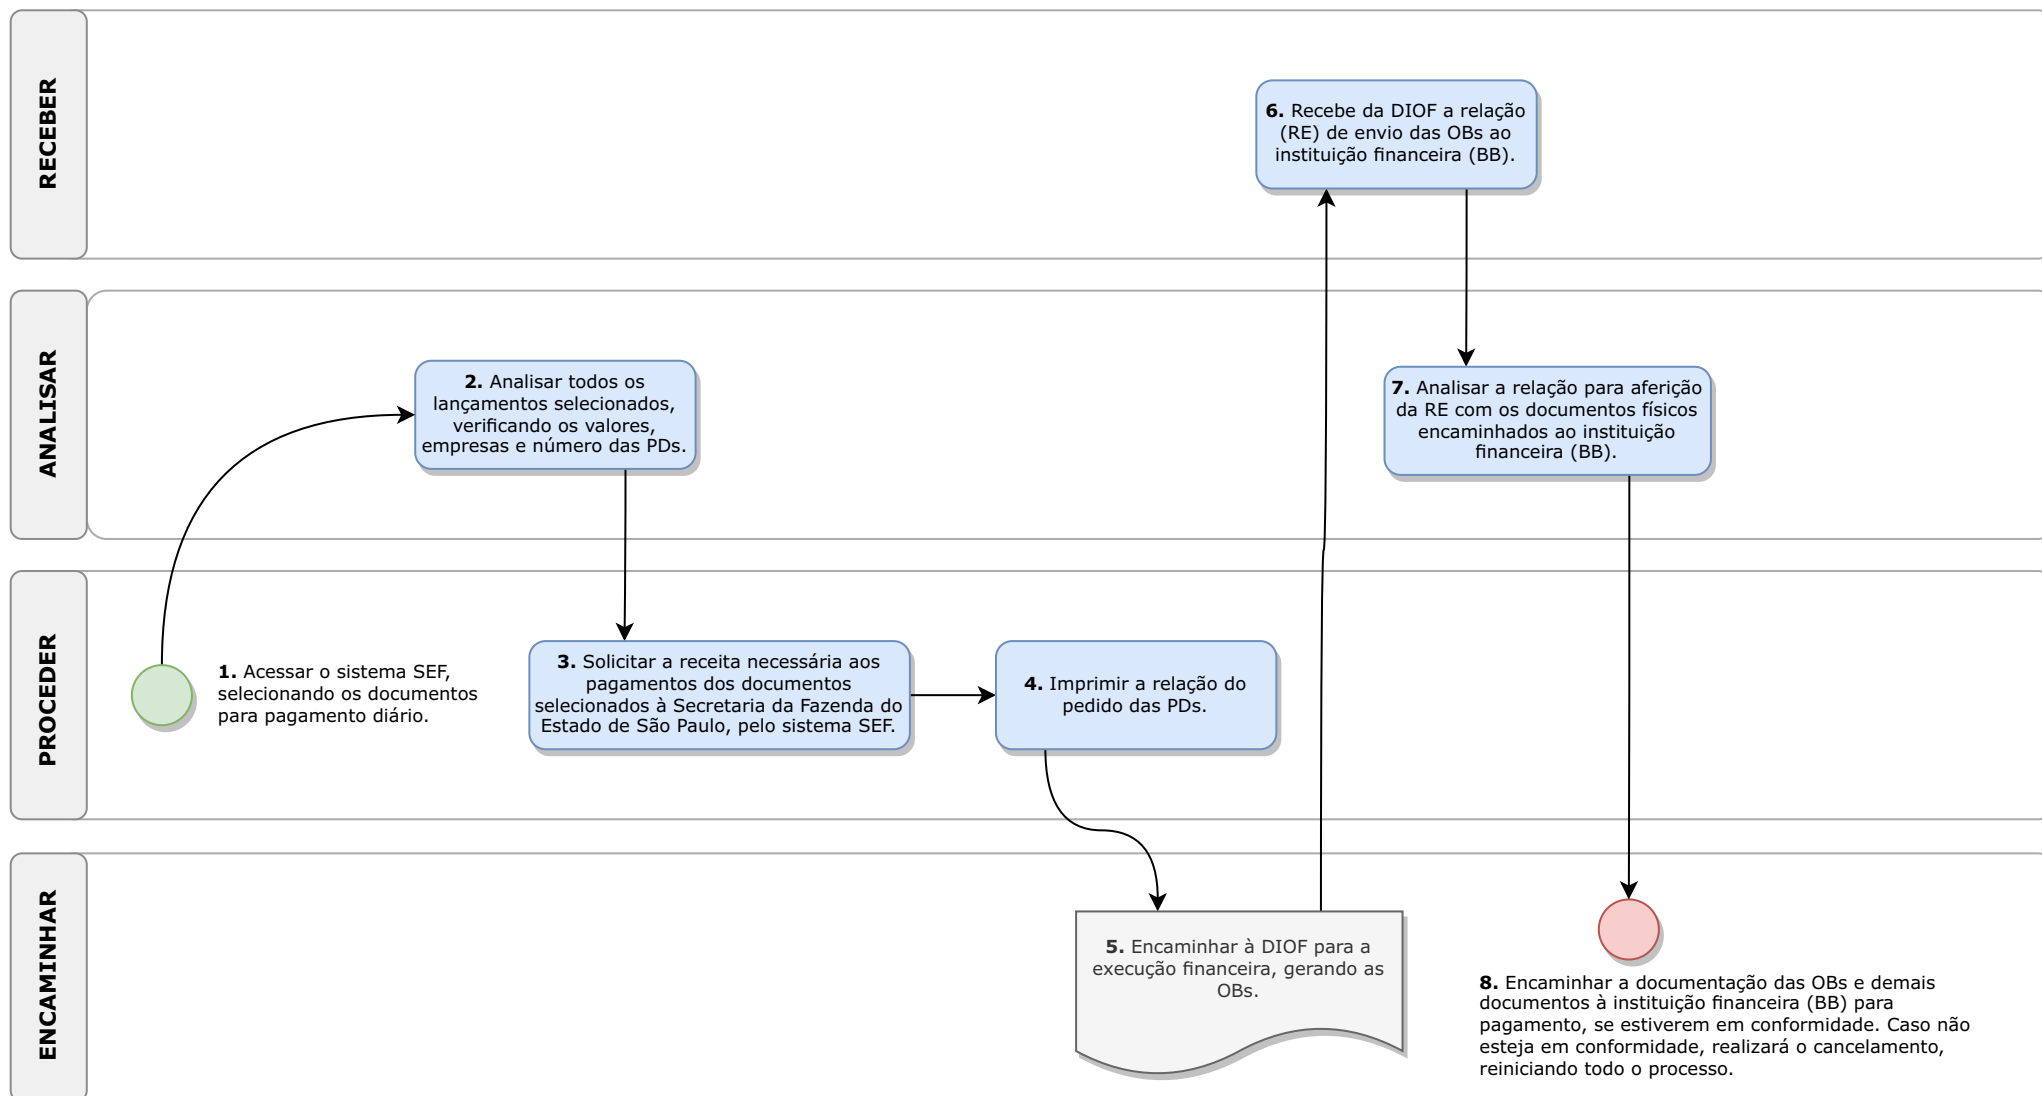 RECEBER
6. Recebe da DIOF a relação
(RE) de envio das OBs ao
instituição financeira (BB).
ANALISAR
2. Analisar todos os
lançamentos selecionados,
verificando os valores,
empresas e número das PDs.
7. Analisar a relação para aferição
da RE com os documentos físicos
encaminhados ao instituição
financeira (BB).
PROCEDER
1. Acessar o sistema SEF,
selecionando os documentos
para pagamento diário.
3. Solicitar a receita necessária aos
pagamentos dos documentos
selecionados à Secretaria da Fazenda do
Estado de São Paulo, pelo sistema SEF.
4. Imprimir a relação do
pedido das PDs.
ENCAMINHAR
5. Encaminhar à DIOF para a
execução financeira, gerando as
OBs.
8. Encaminhar a documentação das OBs e demais
documentos à instituição financeira (BB) para
pagamento, se estiverem em conformidade. Caso não
esteja em conformidade, realizará o cancelamento,
reiniciando todo o processo.